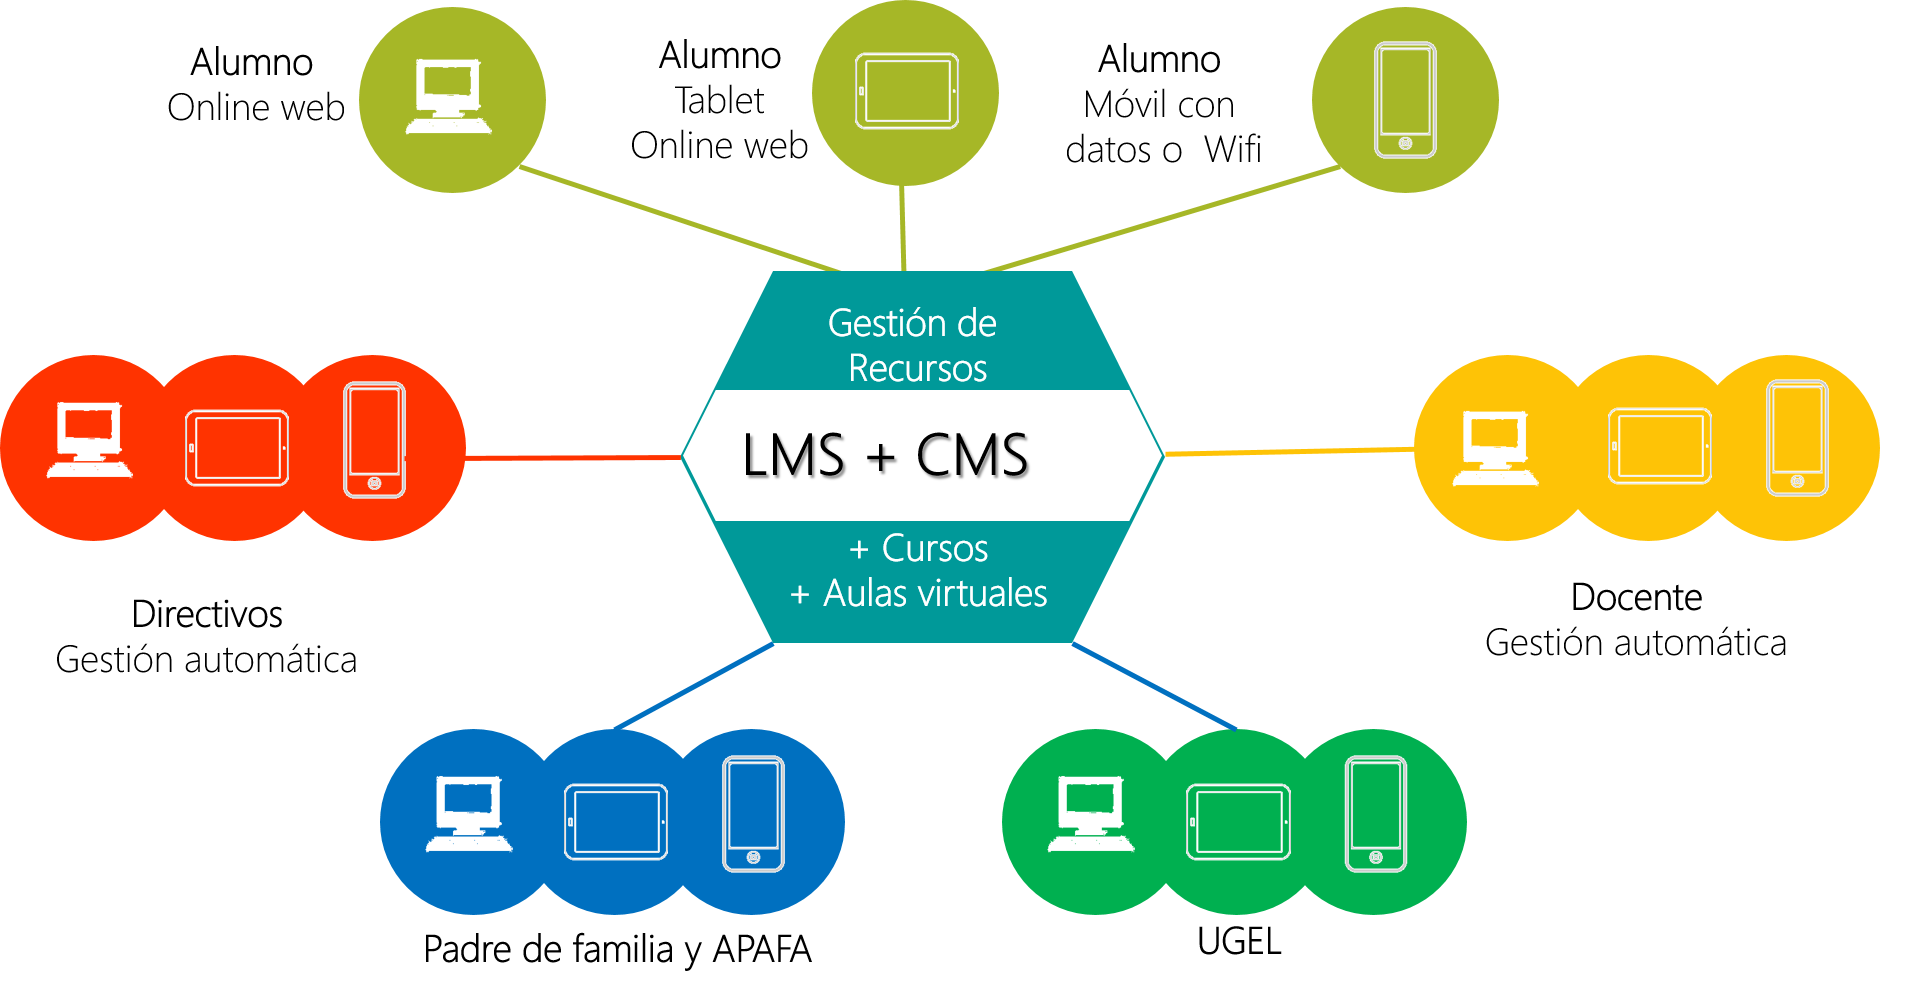 Alumno
Online web
Alumno
Tablet
Online web
Alumno
Móvil con
datos o  Wifi
Gestión de
Recursos
LMS + CMS
+ Cursos
+ Aulas virtuales
Directivos
Gestión automática
Docente
Gestión automática
Padre de familia y APAFA
UGEL